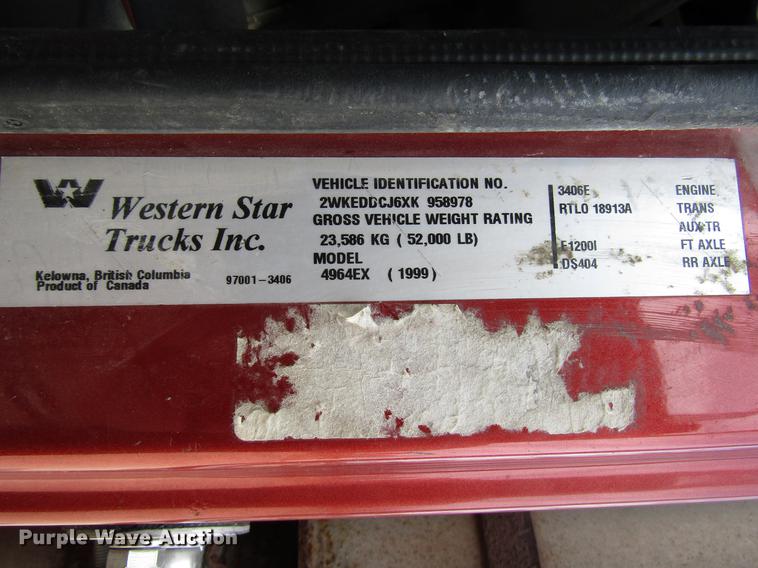 Western Star
Trucks Inc.
Kelowna, British Columbia
Product of Canada
97001-3406
VEHICLE IDENTIFICATION NO.
2WKEDDCJ6XK 958978
GROSS VEHICLE WEIGHT RATING
23,586 KG ( 52,000 LB)
MODEL
4964EX ( 1999)
3406E ENGINE
RTLO 18913A TRANS
AUX TR
E1200I FT AXLE
DS404 RR AXLE
Purple Wave Auction